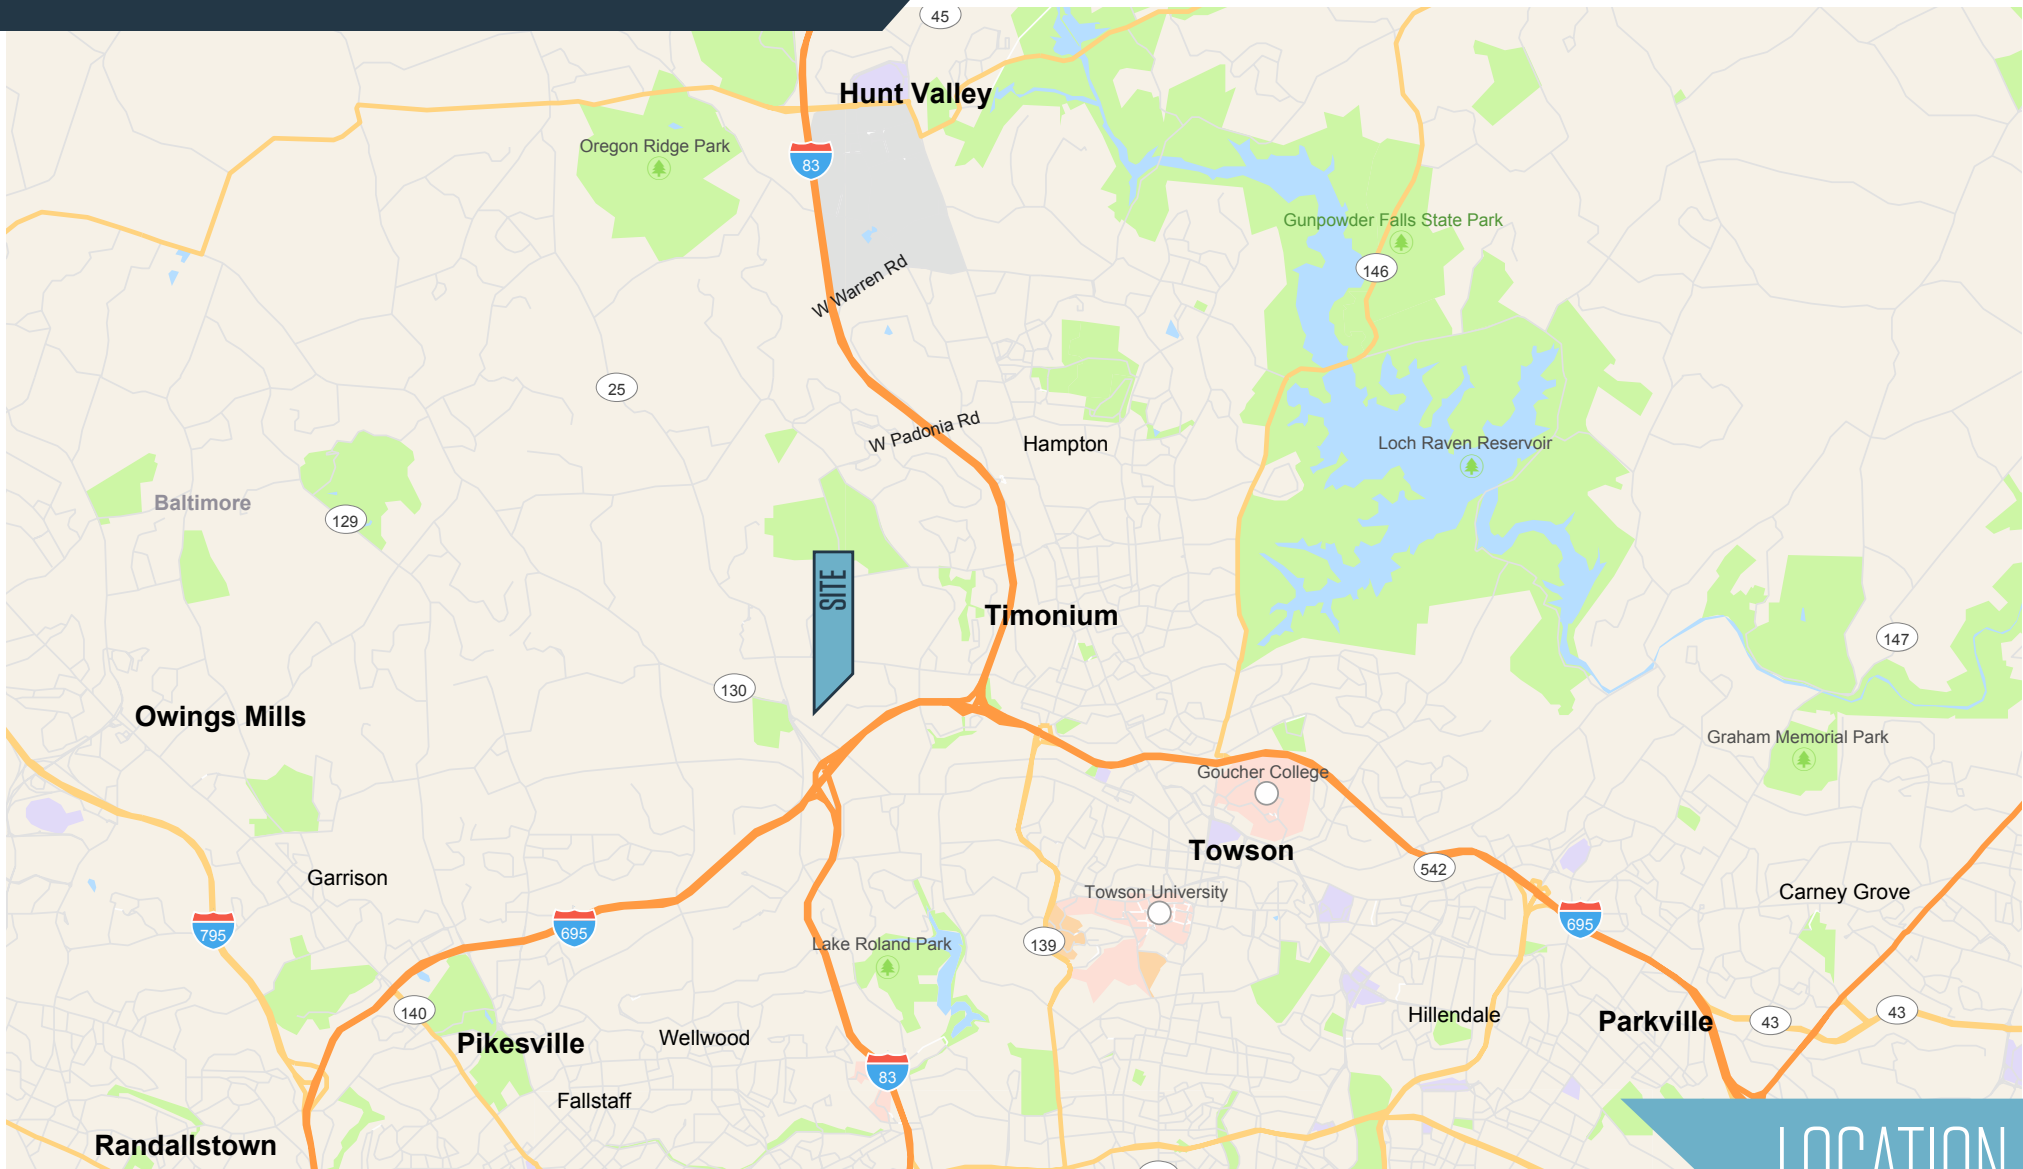 45
Hunt Valley
Oregon Ridge Park
83
Gunpowder Falls State Park
146
W Warren Rd
25
W Padonia Rd
Hampton
Loch Raven Reservoir
Baltimore
129
SITE
Timonium
147
130
Owings Mills
Graham Memorial Park
Goucher College
Towson
542
Garrison
Towson University
Carney Grove
795
695
695
139
Lake Roland Park
140
Hillendale
Parkville
43
43
Pikesville
Wellwood
83
Fallstaff
Randallstown
LOCATION